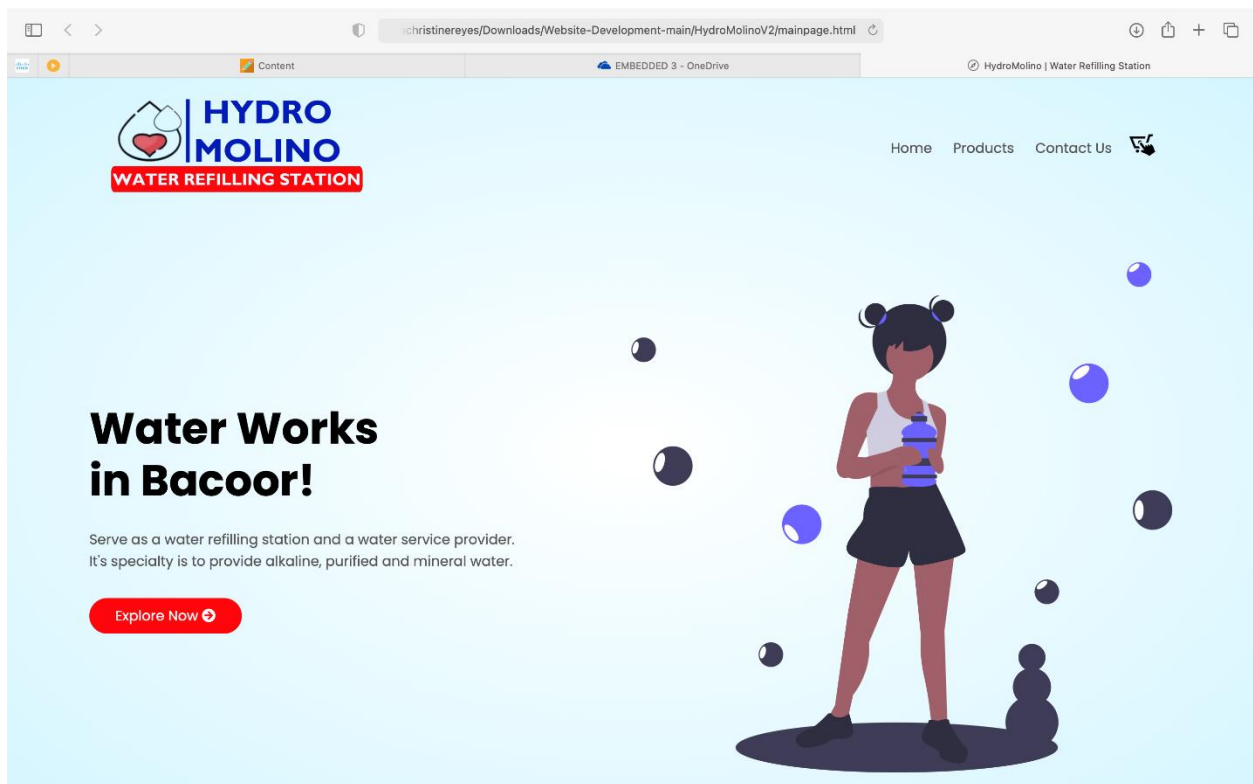 christinereyes/Downloads/Website-Development-main/HydroMolinoV2/mainpage.html
Content
EMBEDDED 3 - OneDrive
HydroMolino | Water Refilling Station
HYDRO
MOLINO
WATER REFILLING STATION
Home Products Contact Us
Water Works
in Bacoor!
Serve as a water refilling station and a water service provider.
It's specialty is to provide alkaline, purified and mineral water.
Explore Now